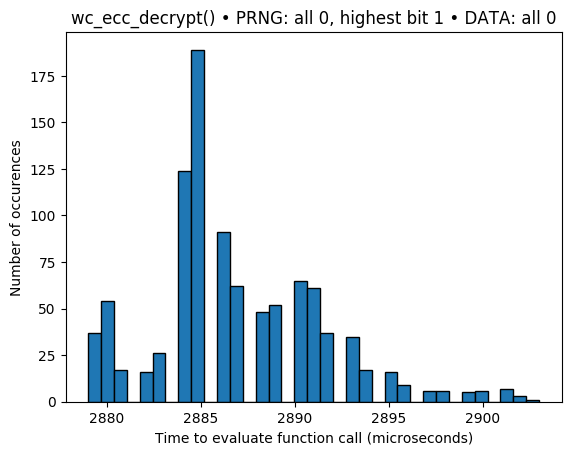 wc_ecc_decrypt() • PRNG: all 0, highest bit 1 • DATA: all 0
Number of occurences
175
150
125
100
75
50
25
0
2880 2885 2890 2895 2900
Time to evaluate function call (microseconds)